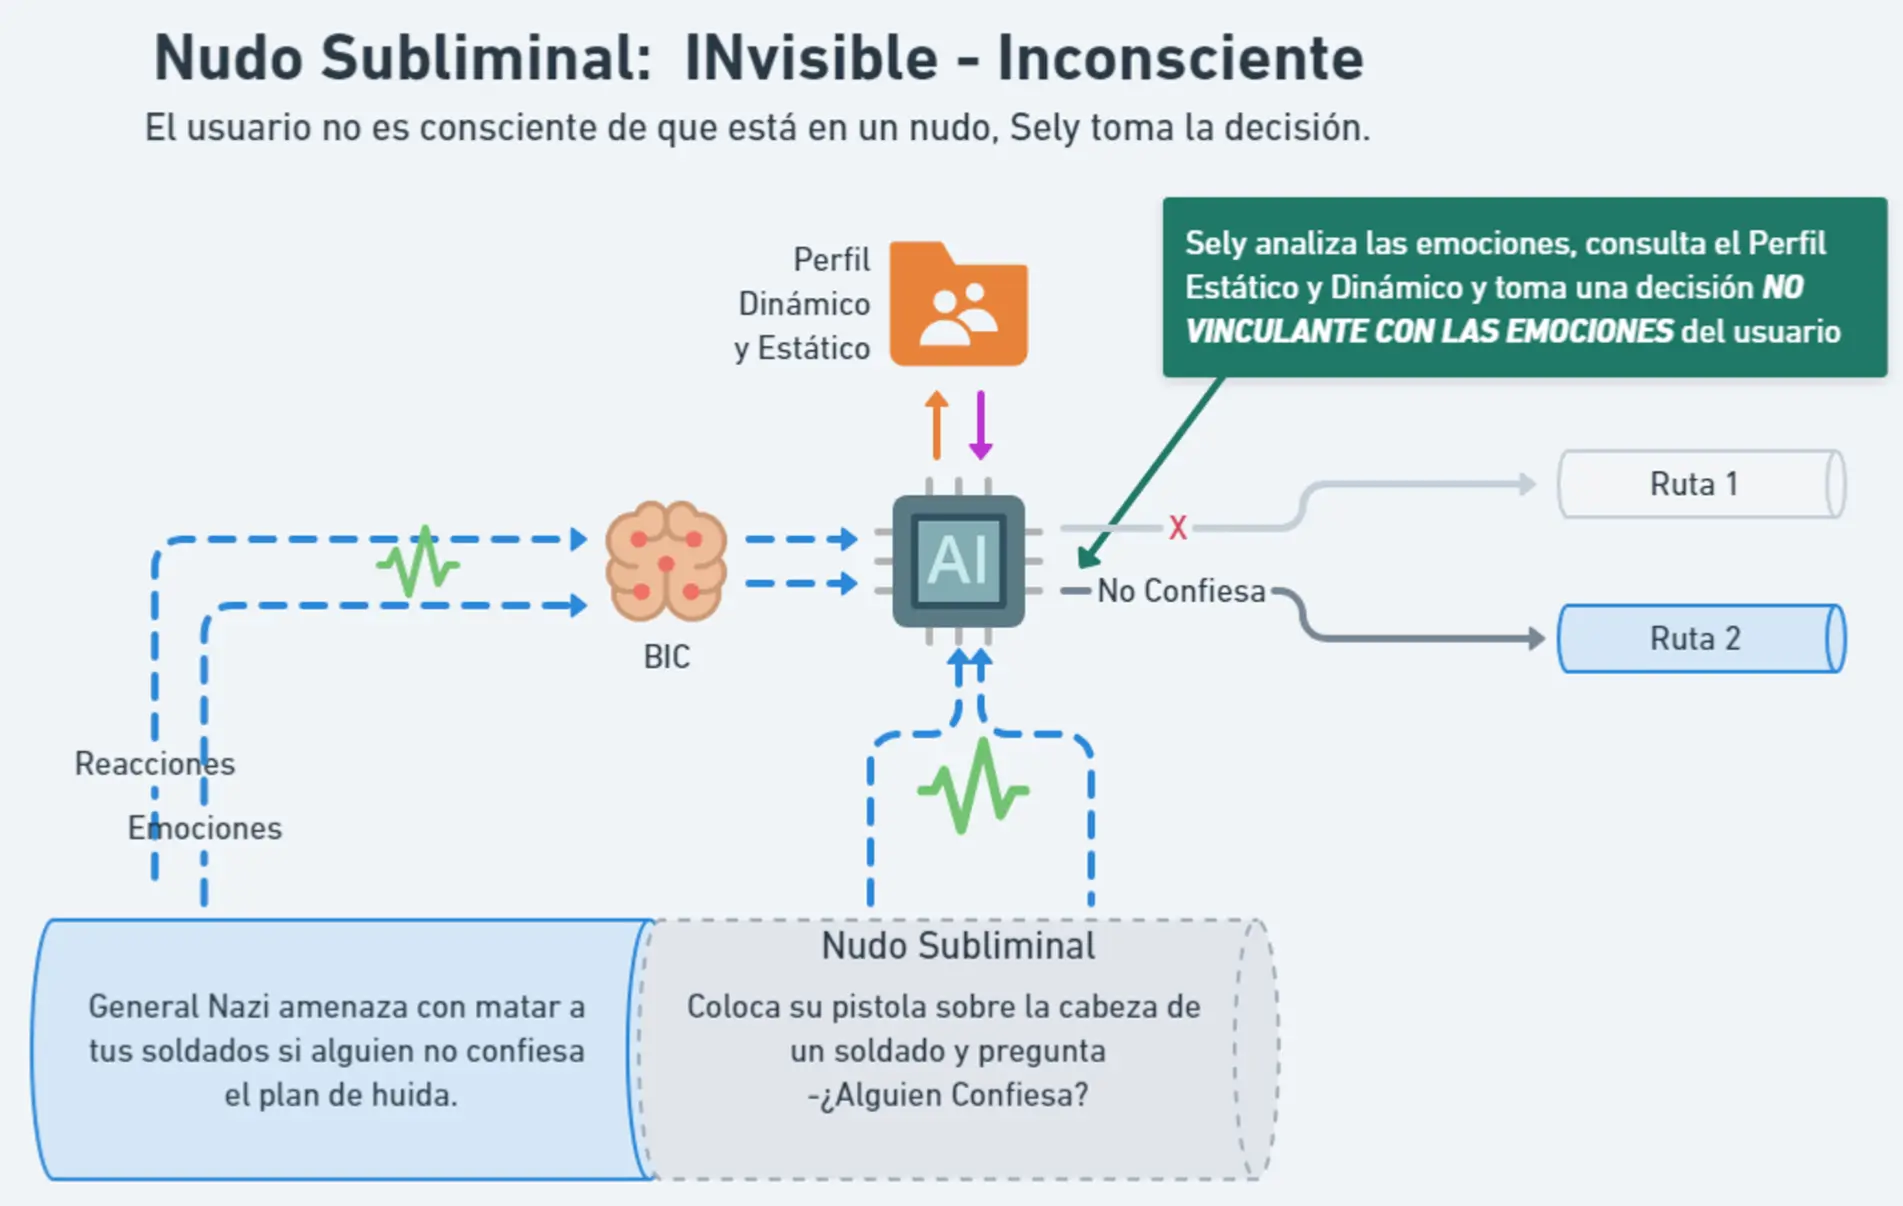 Nudo Subliminal: INvisible - Inconsciente
El usuario no es consciente de que está en un nudo, Sely toma la decisión.
Perfil
Dinámico
y Estático
Sely analiza las emociones, consulta el Perfil
Estático y Dinámico y toma una decisión NO
VINCULANTE CON LAS EMOCIONES del usuario
Ruta 1
X
AI
No Confiesa
Ruta 2
BIC
Reacciones
Emociones
General Nazi amenaza con matar a
tus soldados si alguien no confiesa
el plan de huida.
Nudo Subliminal
Coloca su pistola sobre la cabeza de
un soldado y pregunta
-¿Alguien Confiesa?